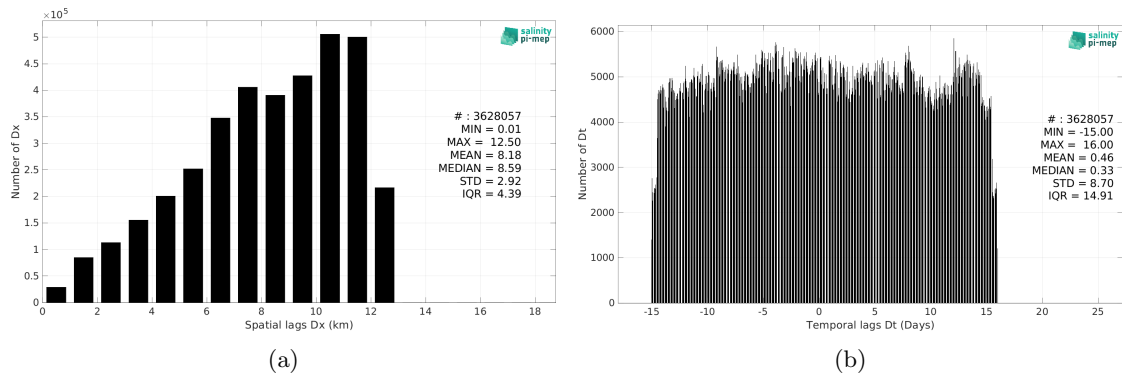 ×10^5
5
4.5
4
3.5
3
2.5
2
1.5
1
0.5
0
0 2 4 6 8 10 12 14 16 18
Number of Dx
Spatial lags Dx (km)
salinity
pi-mep
# : 3628057
MIN = 0.01
MAX = 12.50
MEAN = 8.18
MEDIAN = 8.59
STD = 2.92
IQR = 4.39
(a)
6000
5000
4000
3000
2000
1000
0
-15 -10 -5 0 5 10 15 20 25
Number of Dt
Temporal lags Dt (Days)
salinity
pi-mep
# : 3628057
MIN = -15.00
MAX = 16.00
MEAN = 0.46
MEDIAN = 0.33
STD = 8.70
IQR = 14.91
(b)